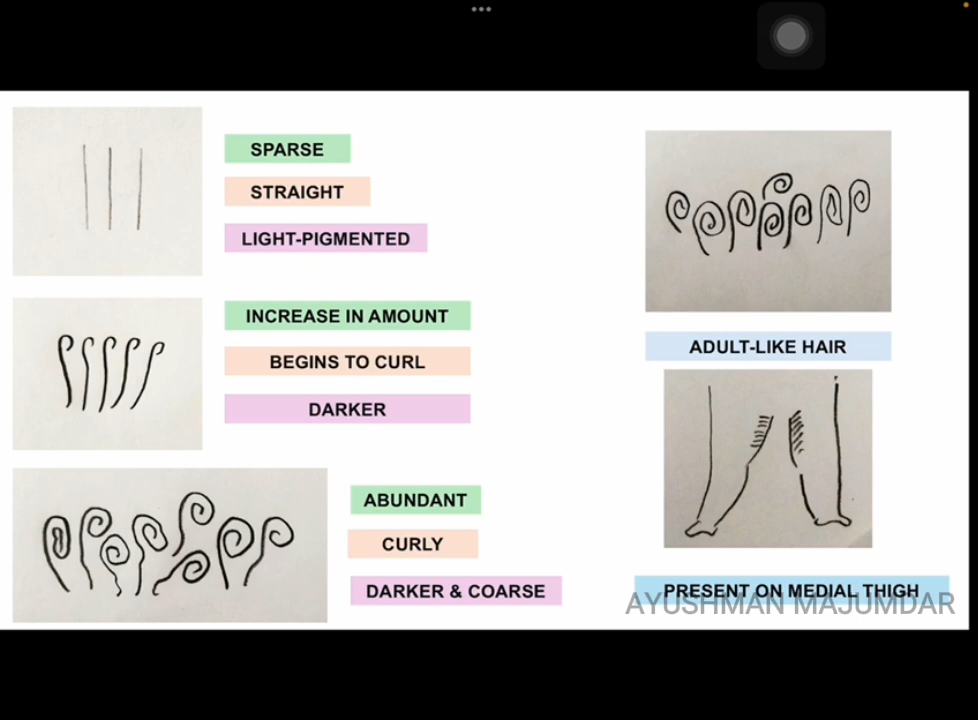 SPARSE
STRAIGHT
LIGHT-PIGMENTED
INCREASE IN AMOUNT
BEGINS TO CURL
DARKER
ABUNDANT
CURLY
DARKER & COARSE
ADULT-LIKE HAIR
PRESENT ON MEDIAL THIGH
AYUSHMAN MAJUMDAR